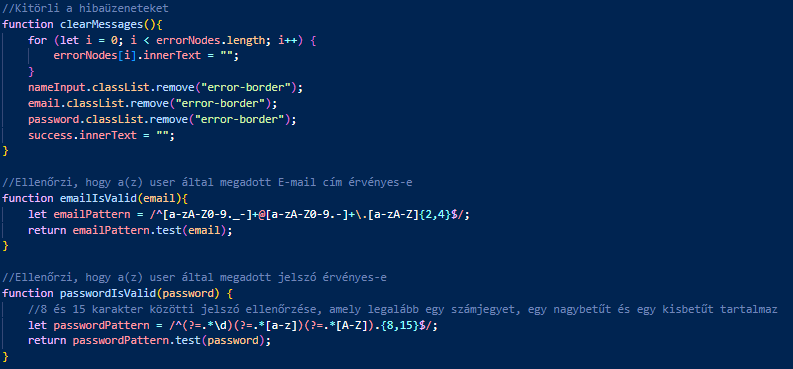 //Kitörli a hibaüzeneteket
function clearMessages(){
    for (let i = 0; i < errorNodes.length; i++) {
        errorNodes[i].innerText = "";
    }
    nameInput.classList.remove("error-border");
    email.classList.remove("error-border");
    password.classList.remove("error-border");
    success.innerText = "";
}

//Ellenőrzi, hogy a(z) user által megadott E-mail cím érvényes-e
function emailIsValid(email){
    let emailPattern = /^[a-zA-Z0-9._-]+@[a-zA-Z0-9.-]+\.[a-zA-Z]{2,4}$/;
    return emailPattern.test(email);
}

//Ellenőrzi, hogy a(z) user által megadott jelszó érvényes-e
function passwordIsValid(password) {
    //8 és 15 karakter közötti jelszó ellenőrzése, amely legalább egy számjegyet, egy nagybetűt és egy kisbetűt tartalmaz
    let passwordPattern = /^(?=.*\d)(?=.*[a-z])(?=.*[A-Z]).{8,15}$/;
    return passwordPattern.test(password);
}